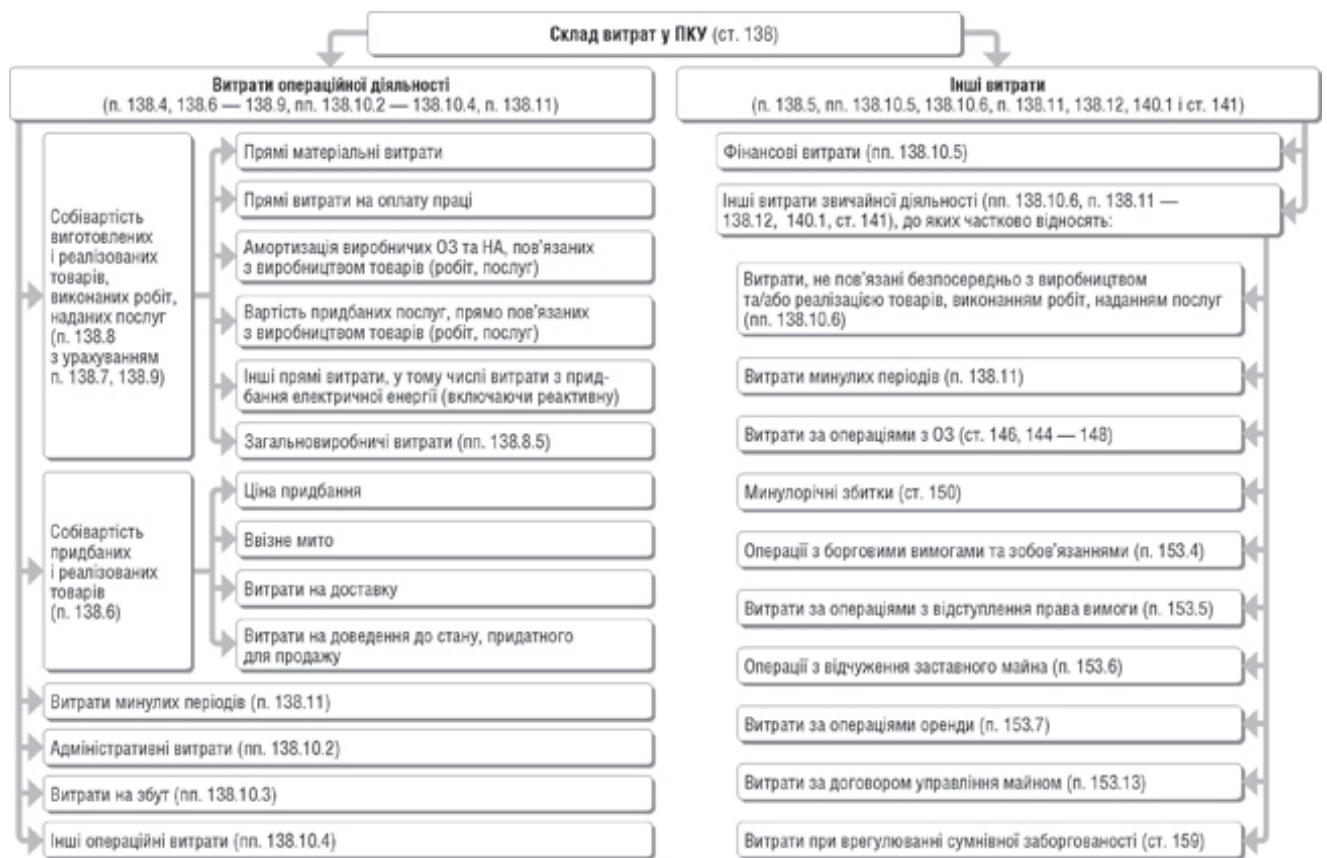 Склад витрат у ПКУ (ст. 138)
Витрати операційної діяльності
(п. 138.4, 138.6 — 138.9, пп. 138.10.2 — 138.10.4, п. 138.11)
Собівартість
виготовлених
і реалізованих
товарів,
виконаних робіт,
наданих послуг
(п. 138.8
з урахуванням
п. 138.7, 138.9)
Прямі матеріальні витрати
Прямі витрати на оплату праці
Амортизація виробничих ОЗ та НА, пов’язаних
з виробництвом товарів (робіт, послуг)
Вартість придбаних послуг, прямо пов’язаних
з виробництвом товарів (робіт, послуг)
Інші прямі витрати, у тому числі витрати з прид-
бання електричної енергії (включаючи реактивну)
Загальновиробничі витрати (пп. 138.8.5)
Собівартість
придбаних
і реалізованих
товарів
(п. 138.6)
Ціна придбання
Ввізне мито
Витрати на доставку
Витрати на доведення до стану, придатного
для продажу
Витрати минулих періодів (п. 138.11)
Адміністративні витрати (пп. 138.10.2)
Витрати на збут (пп. 138.10.3)
Інші операційні витрати (пп. 138.10.4)
Інші витрати
(п. 138.5, пп. 138.10.5, 138.10.6, п. 138.11, 138.12, 140.1 і ст. 141)
Фінансові витрати (пп. 138.10.5)
Інші витрати звичайної діяльності (пп. 138.10.6, п. 138.11 —
138.12, 140.1, ст. 141), до яких частково відносять:
Витрати, не пов’язані безпосередньо з виробництвом
та/або реалізацією товарів, виконанням робіт, наданням послуг
(пп. 138.10.6)
Витрати минулих періодів (п. 138.11)
Витрати за операціями з ОЗ (ст. 146, 144 — 148)
Минулорічні збитки (ст. 150)
Операції з борговими вимогами та зобов’язаннями (п. 153.4)
Витрати за операціями з відступлення права вимоги (п. 153.5)
Операції з відчуження заставного майна (п. 153.6)
Витрати за операціями оренди (п. 153.7)
Витрати за договором управління майном (п. 153.13)
Витрати при врегулюванні сумнівної заборгованості (ст. 159)